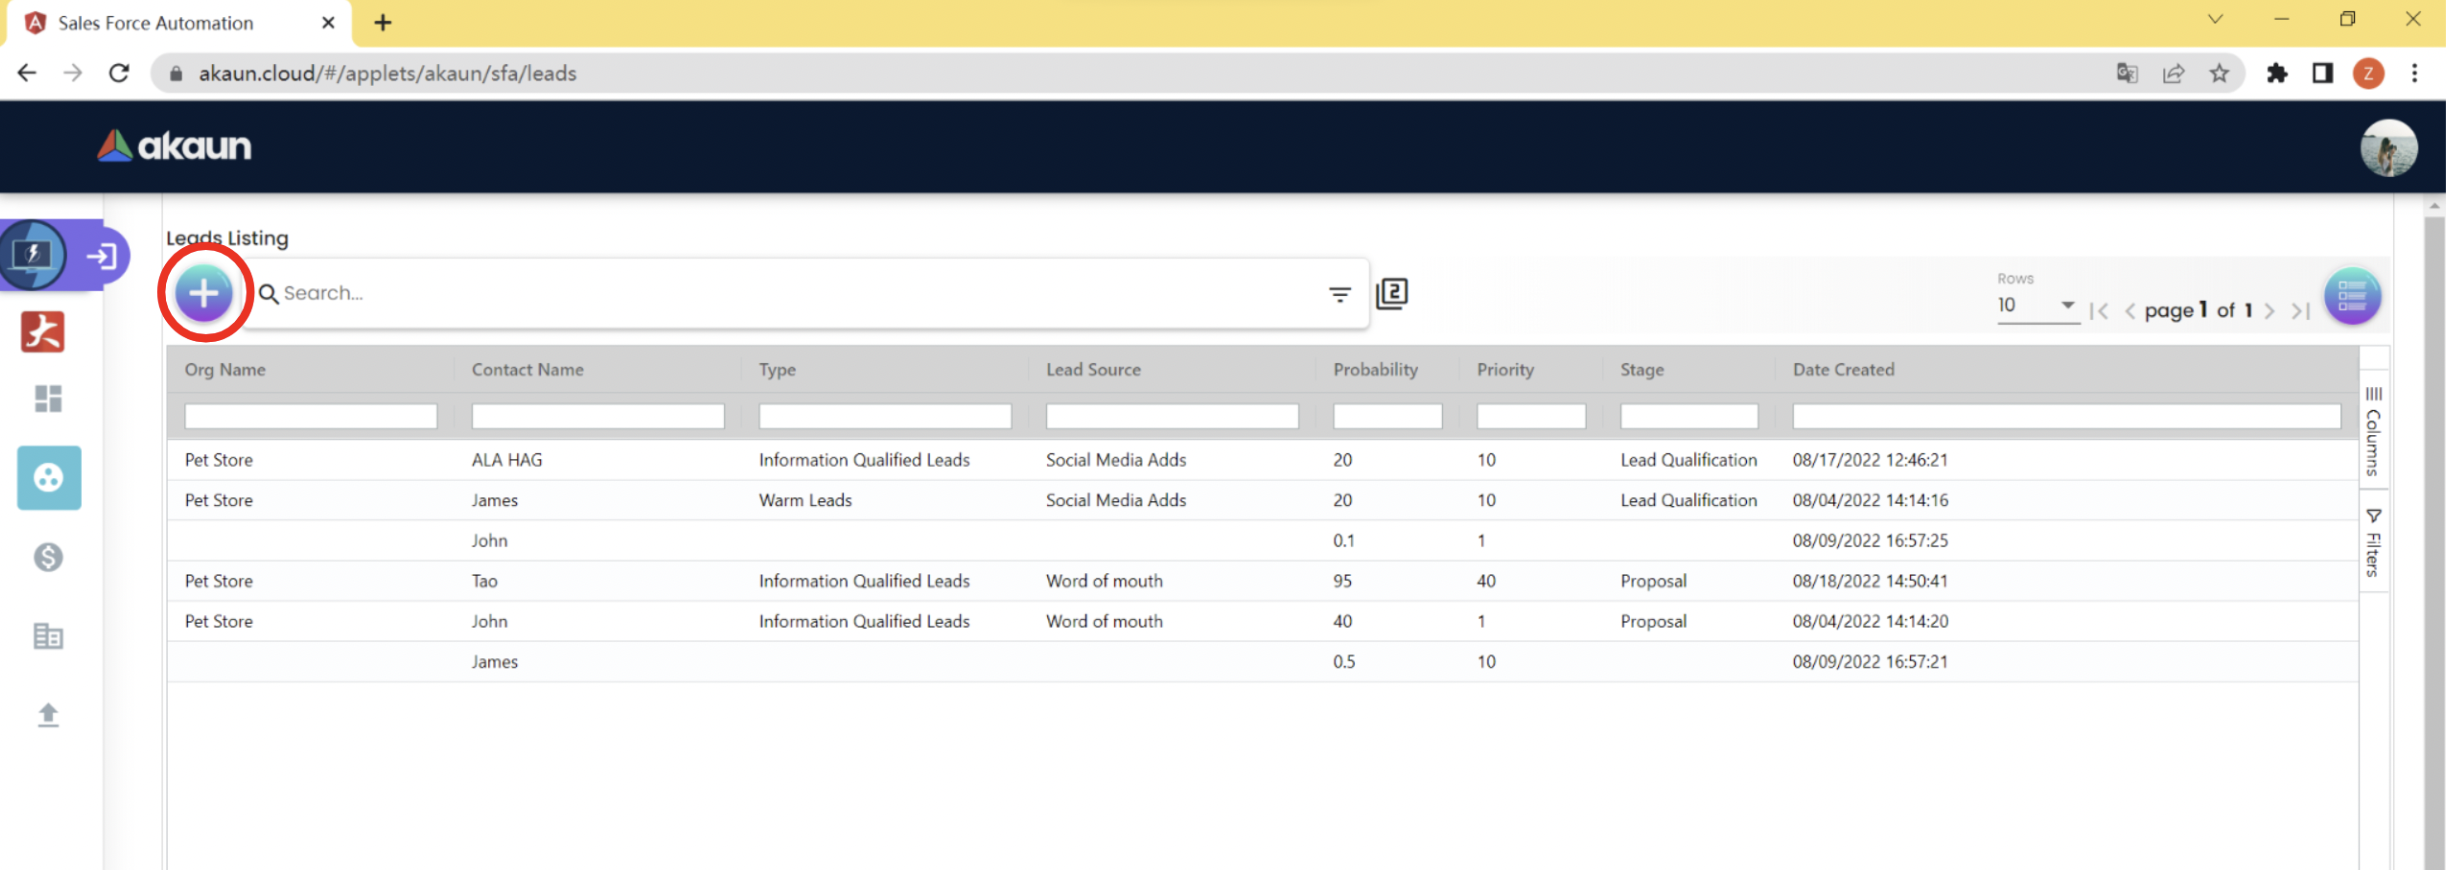 Sales Force Automation
akaun.cloud/#/applets/akaun/sfa/leads
Z
akaun
Leads Listing
Search...
2
Rows
10
page 1 of 1
Org Name Contact Name Type Lead Source Probability Priority Stage Date Created
Pet Store ALA HAG Information Qualified Leads Social Media Adds 20 10 Lead Qualification 08/17/2022 12:46:21
Pet Store James Warm Leads Social Media Adds 20 10 Lead Qualification 08/04/2022 14:14:16
John 0.1 1 08/09/2022 16:57:25
Pet Store Tao Information Qualified Leads Word of mouth 95 40 Proposal 08/18/2022 14:50:41
Pet Store John Information Qualified Leads Word of mouth 40 1 Proposal 08/04/2022 14:14:20
James 0.5 10 08/09/2022 16:57:21
Columns
Filters